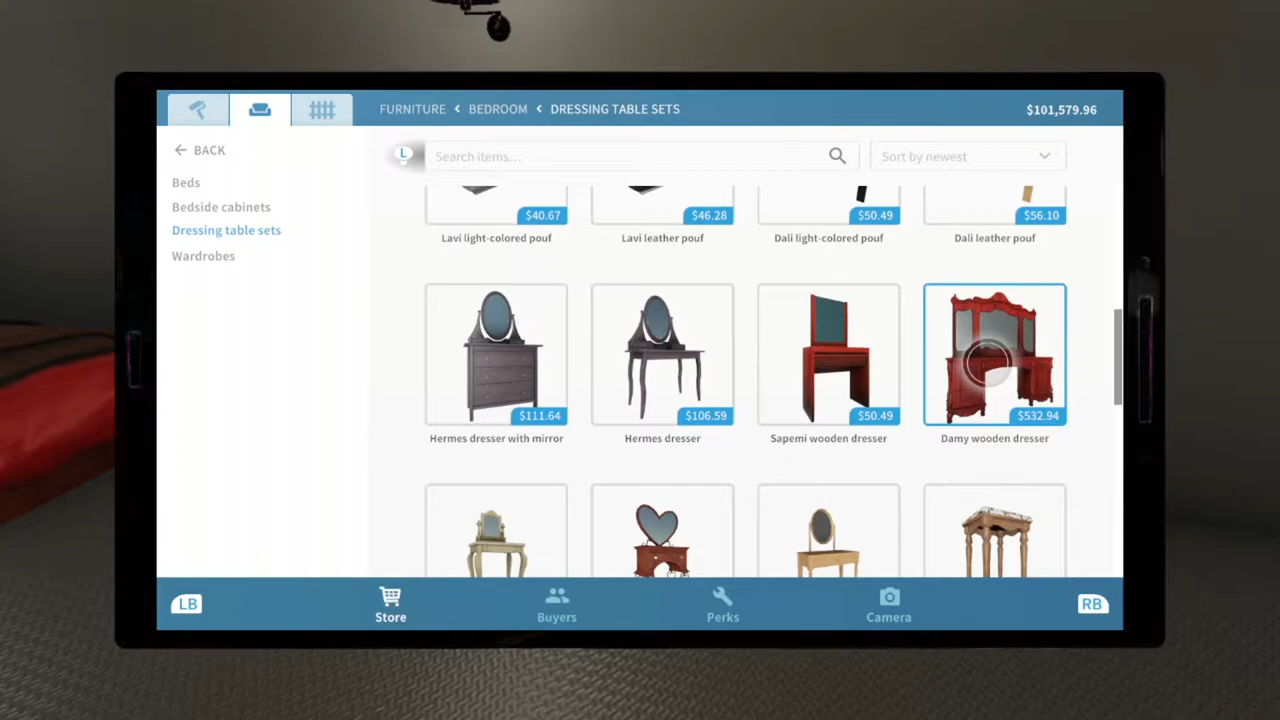 FURNITURE < BEDROOM < DRESSING TABLE SETS
$101,579.96
BACK
L
Search items...
Sort by newest
Beds
Bedside cabinets
Dressing table sets
Wardrobes
$40.67
$46.28
$50.49
$56.10
Lavi light-colored pouf
Lavi leather pouf
Dali light-colored pouf
Dali leather pouf
$111.64
$106.59
$50.49
$532.94
Hermes dresser with mirror
Hermes dresser
Sapemi wooden dresser
Damy wooden dresser
LB
Store
Buyers
Perks
Camera
RB